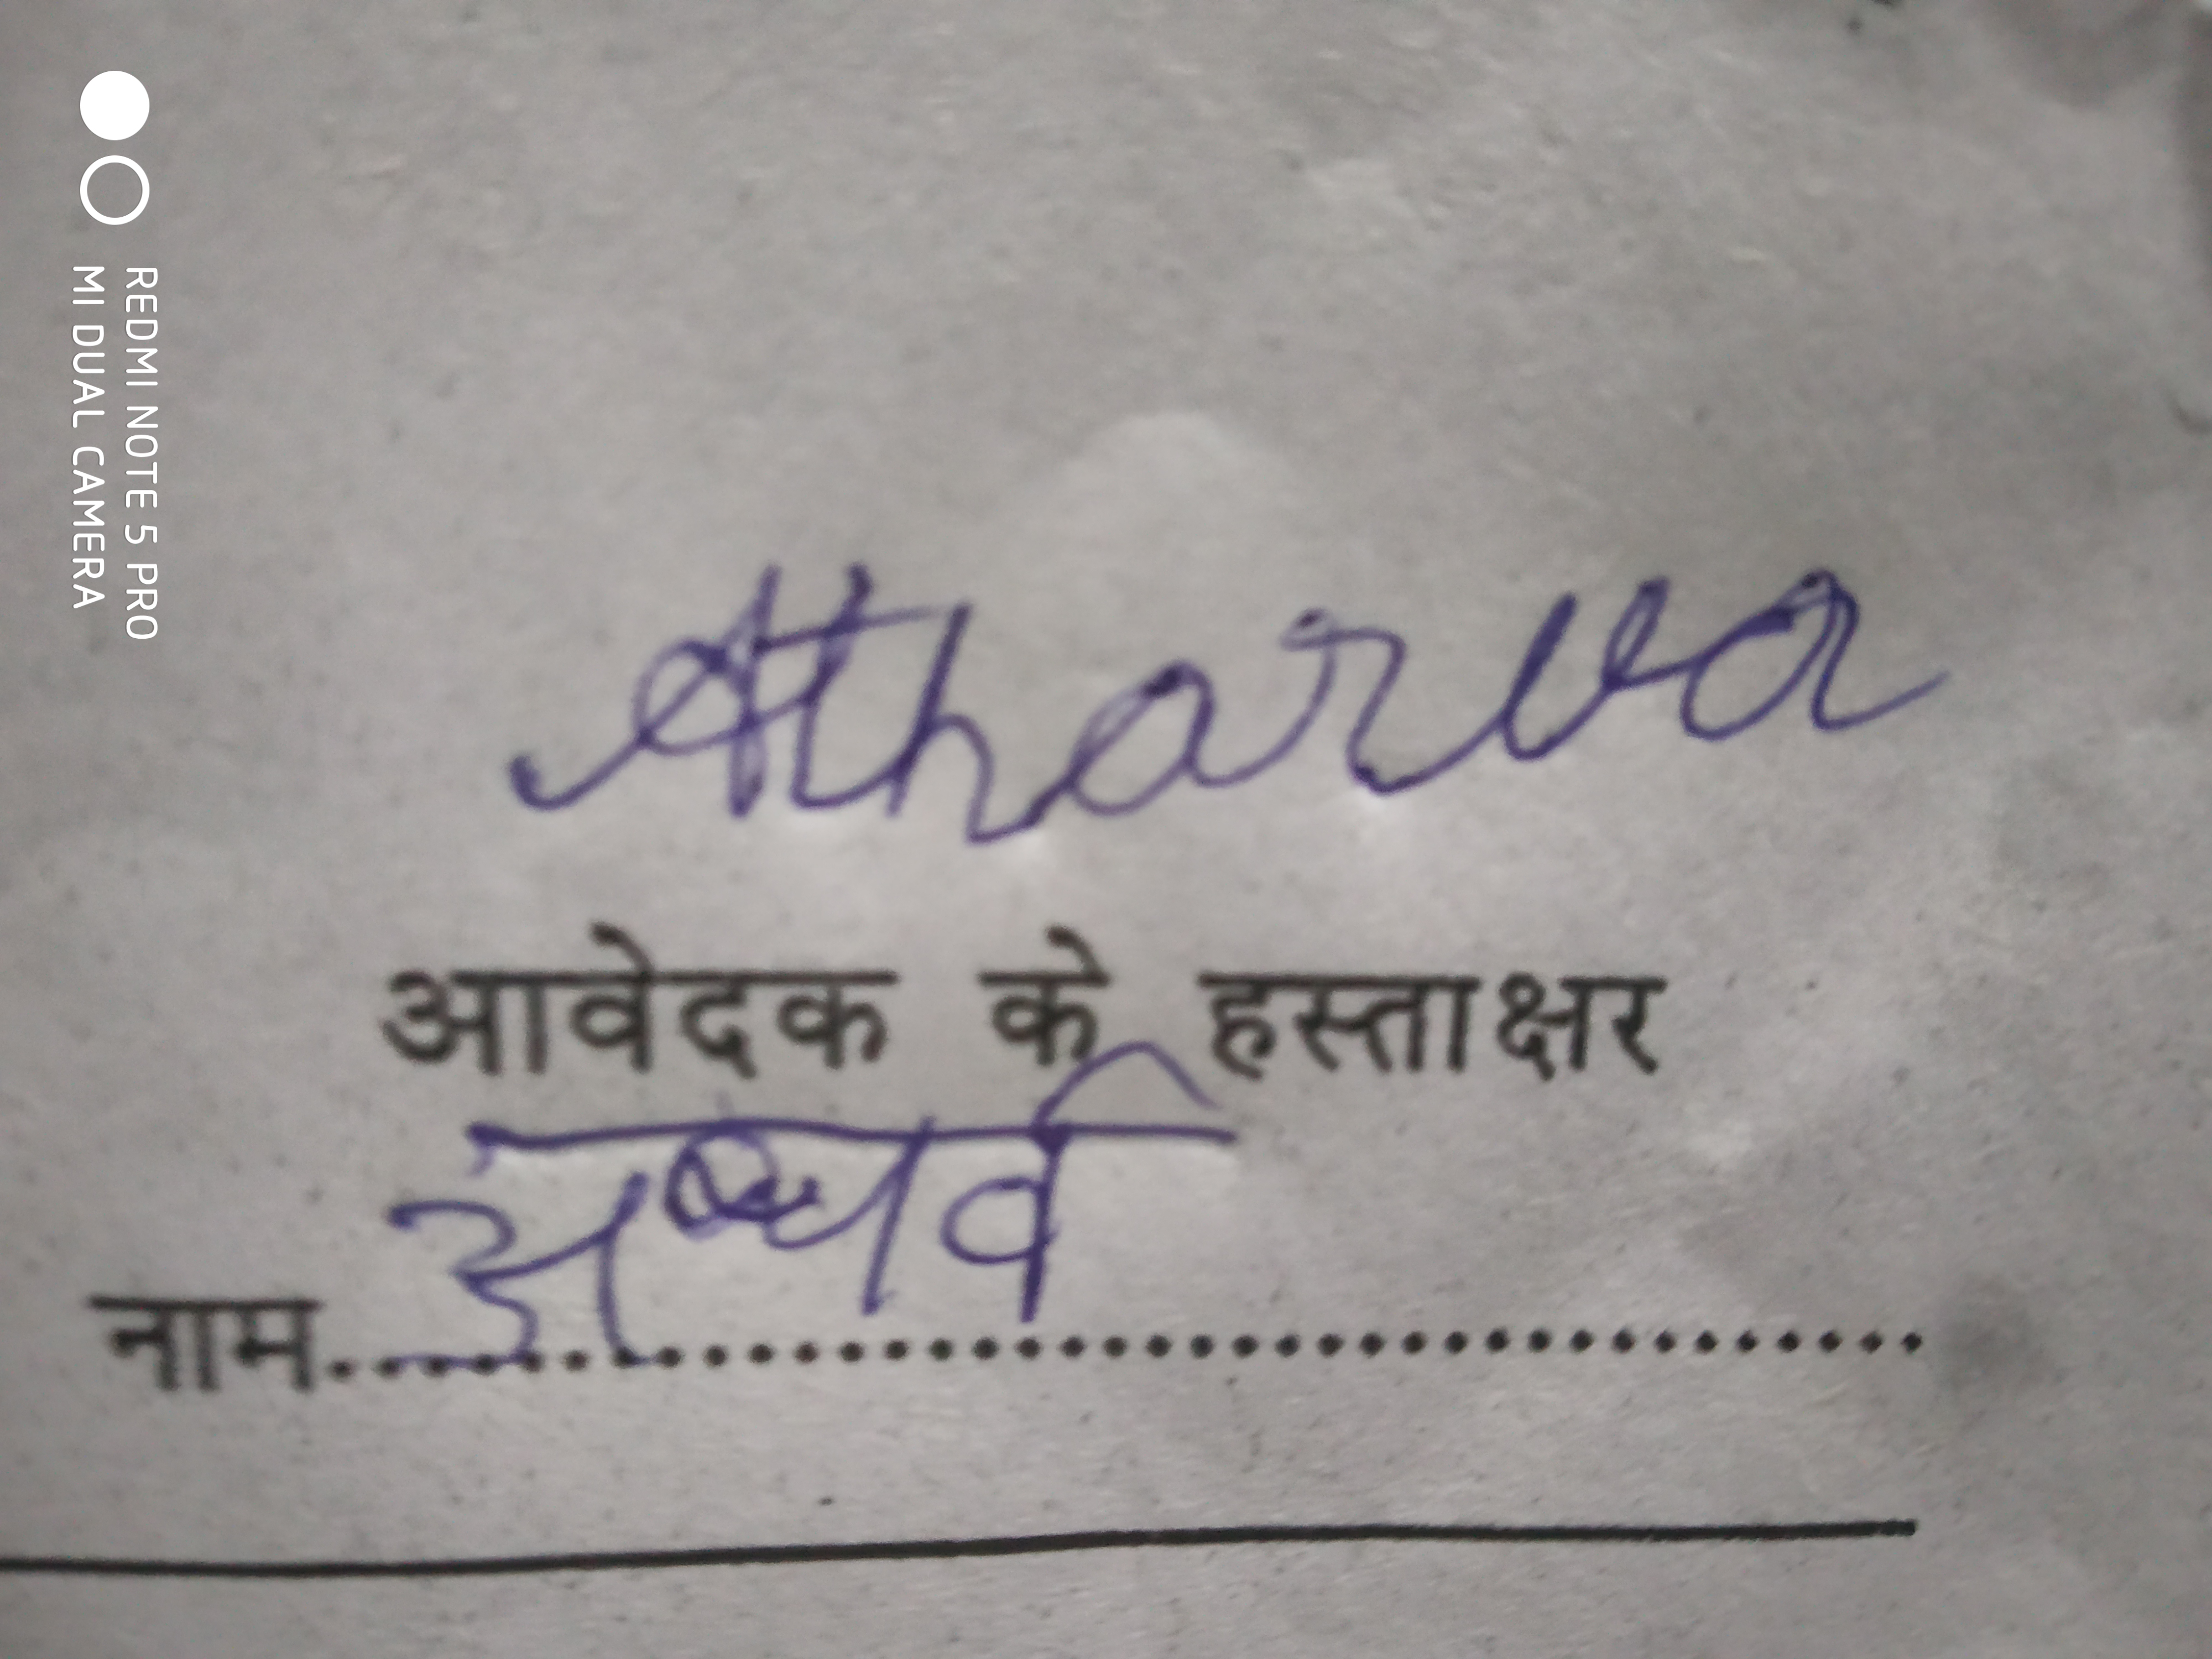 REDMI NOTE 5 PRO
MI DUAL CAMERA
Atharva
आवेदक के हस्ताक्षर
नाम.......अथर्व.......